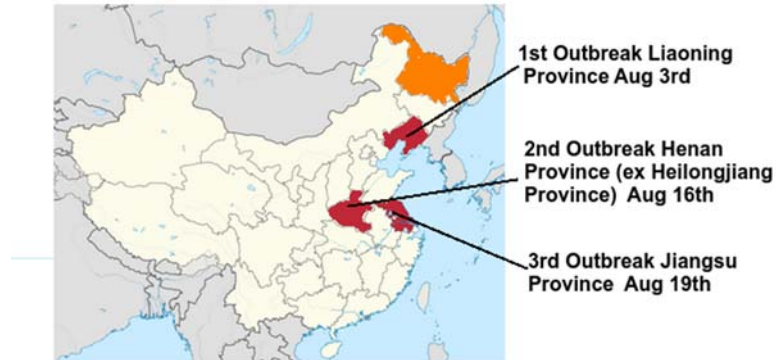 1st Outbreak Liaoning
Province Aug 3rd
2nd Outbreak Henan
Province (ex Heilongjiang
Province) Aug 16th
3rd Outbreak Jiangsu
Province Aug 19th